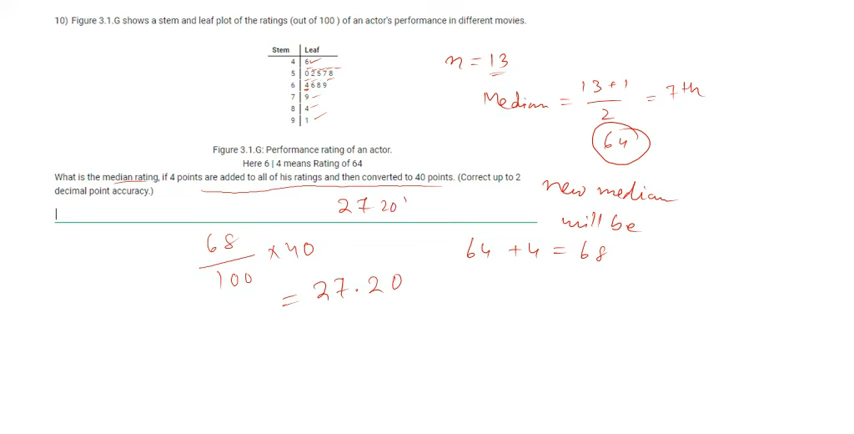 10) Figure 3.1.G shows a stem and leaf plot of the ratings (out of 100 ) of an actor's performance in different movies.
Stem Leaf
4 6
5 0 2 5 7 8
6 4 6 8 9
7 9
8 4
9 1
n = 13
Median = 13 + 1 / 2 = 7th
64
Figure 3.1.G: Performance rating of an actor.
Here 6 | 4 means Rating of 64
What is the median rating, if 4 points are added to all of his ratings and then converted to 40 points. (Correct up to 2
decimal point accuracy.)
27 20
new median
will be
64 + 4 = 68
68 / 100 × 40
= 27.20